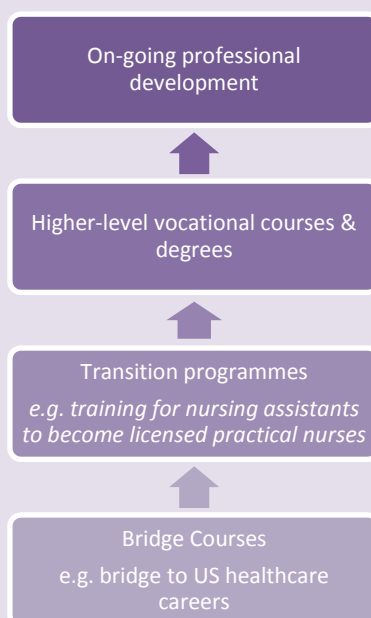 On-going professional
development
Higher-level vocational courses &
degrees
Transition programmes
e.g. training for nursing assistants
to become licensed practical nurses
Bridge Courses
e.g. bridge to US healthcare
careers